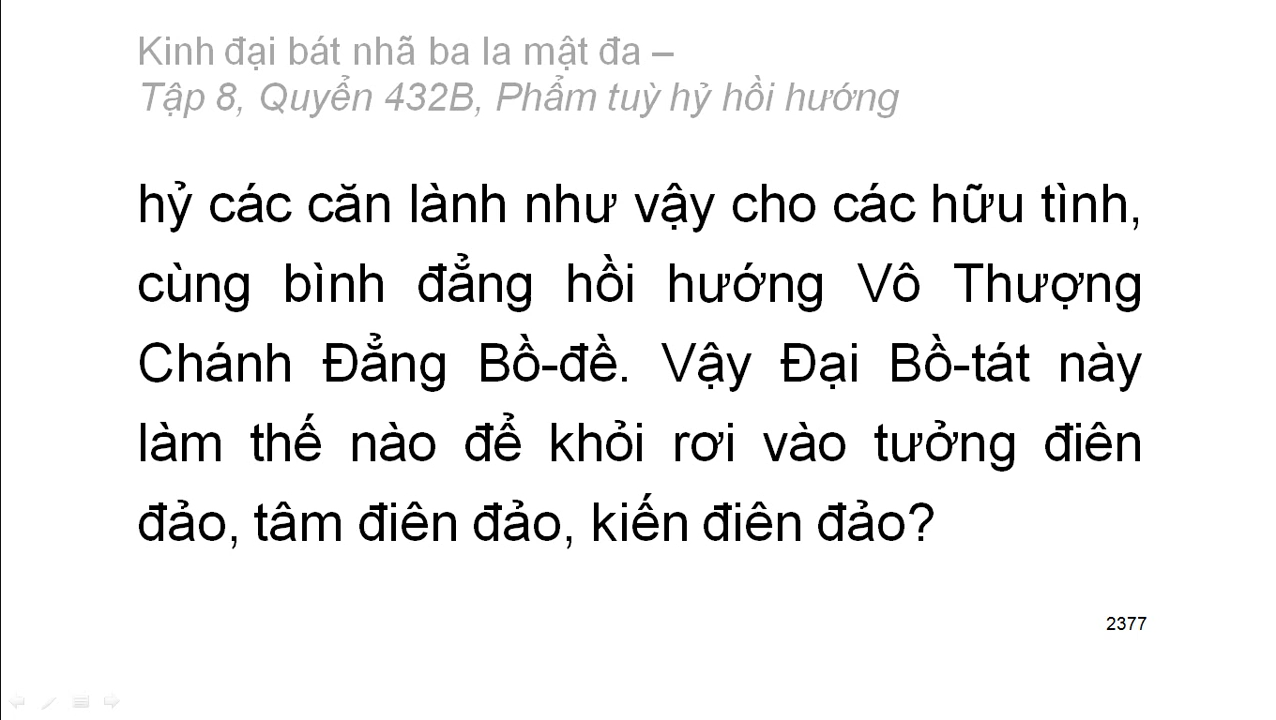 Kinh đại bát nhã ba la mật đa –
Tập 8, Quyển 432B, Phẩm tuỳ hỷ hồi hướng
hỷ các căn lành như vậy cho các hữu tình,
cùng bình đẳng hồi hướng Vô Thượng
Chánh Đẳng Bồ-đề. Vậy Đại Bồ-tát này
làm thế nào để khỏi rơi vào tưởng điên
đảo, tâm điên đảo, kiến điên đảo?
2377